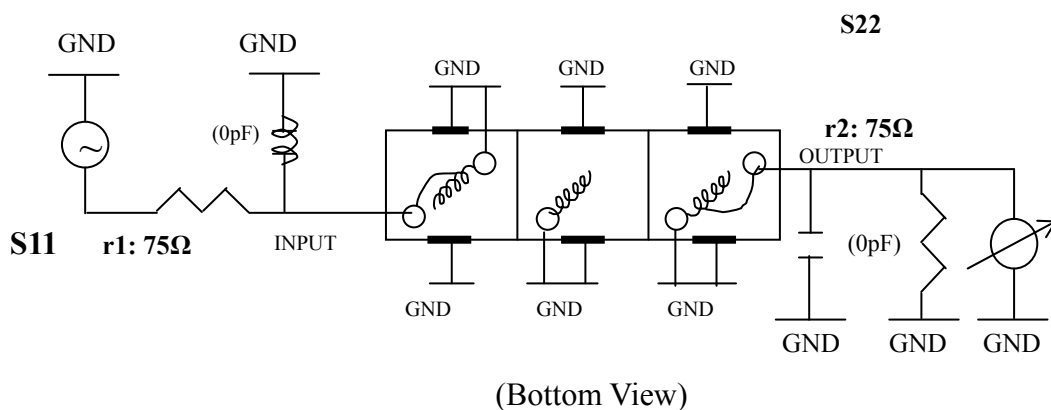 S22
GND
GND
GND
GND
GND
(0pF)
r2: 75Ω
OUTPUT
~
S11
r1: 75Ω
INPUT
(0pF)
GND
GND
GND
GND
GND
GND
(Bottom View)